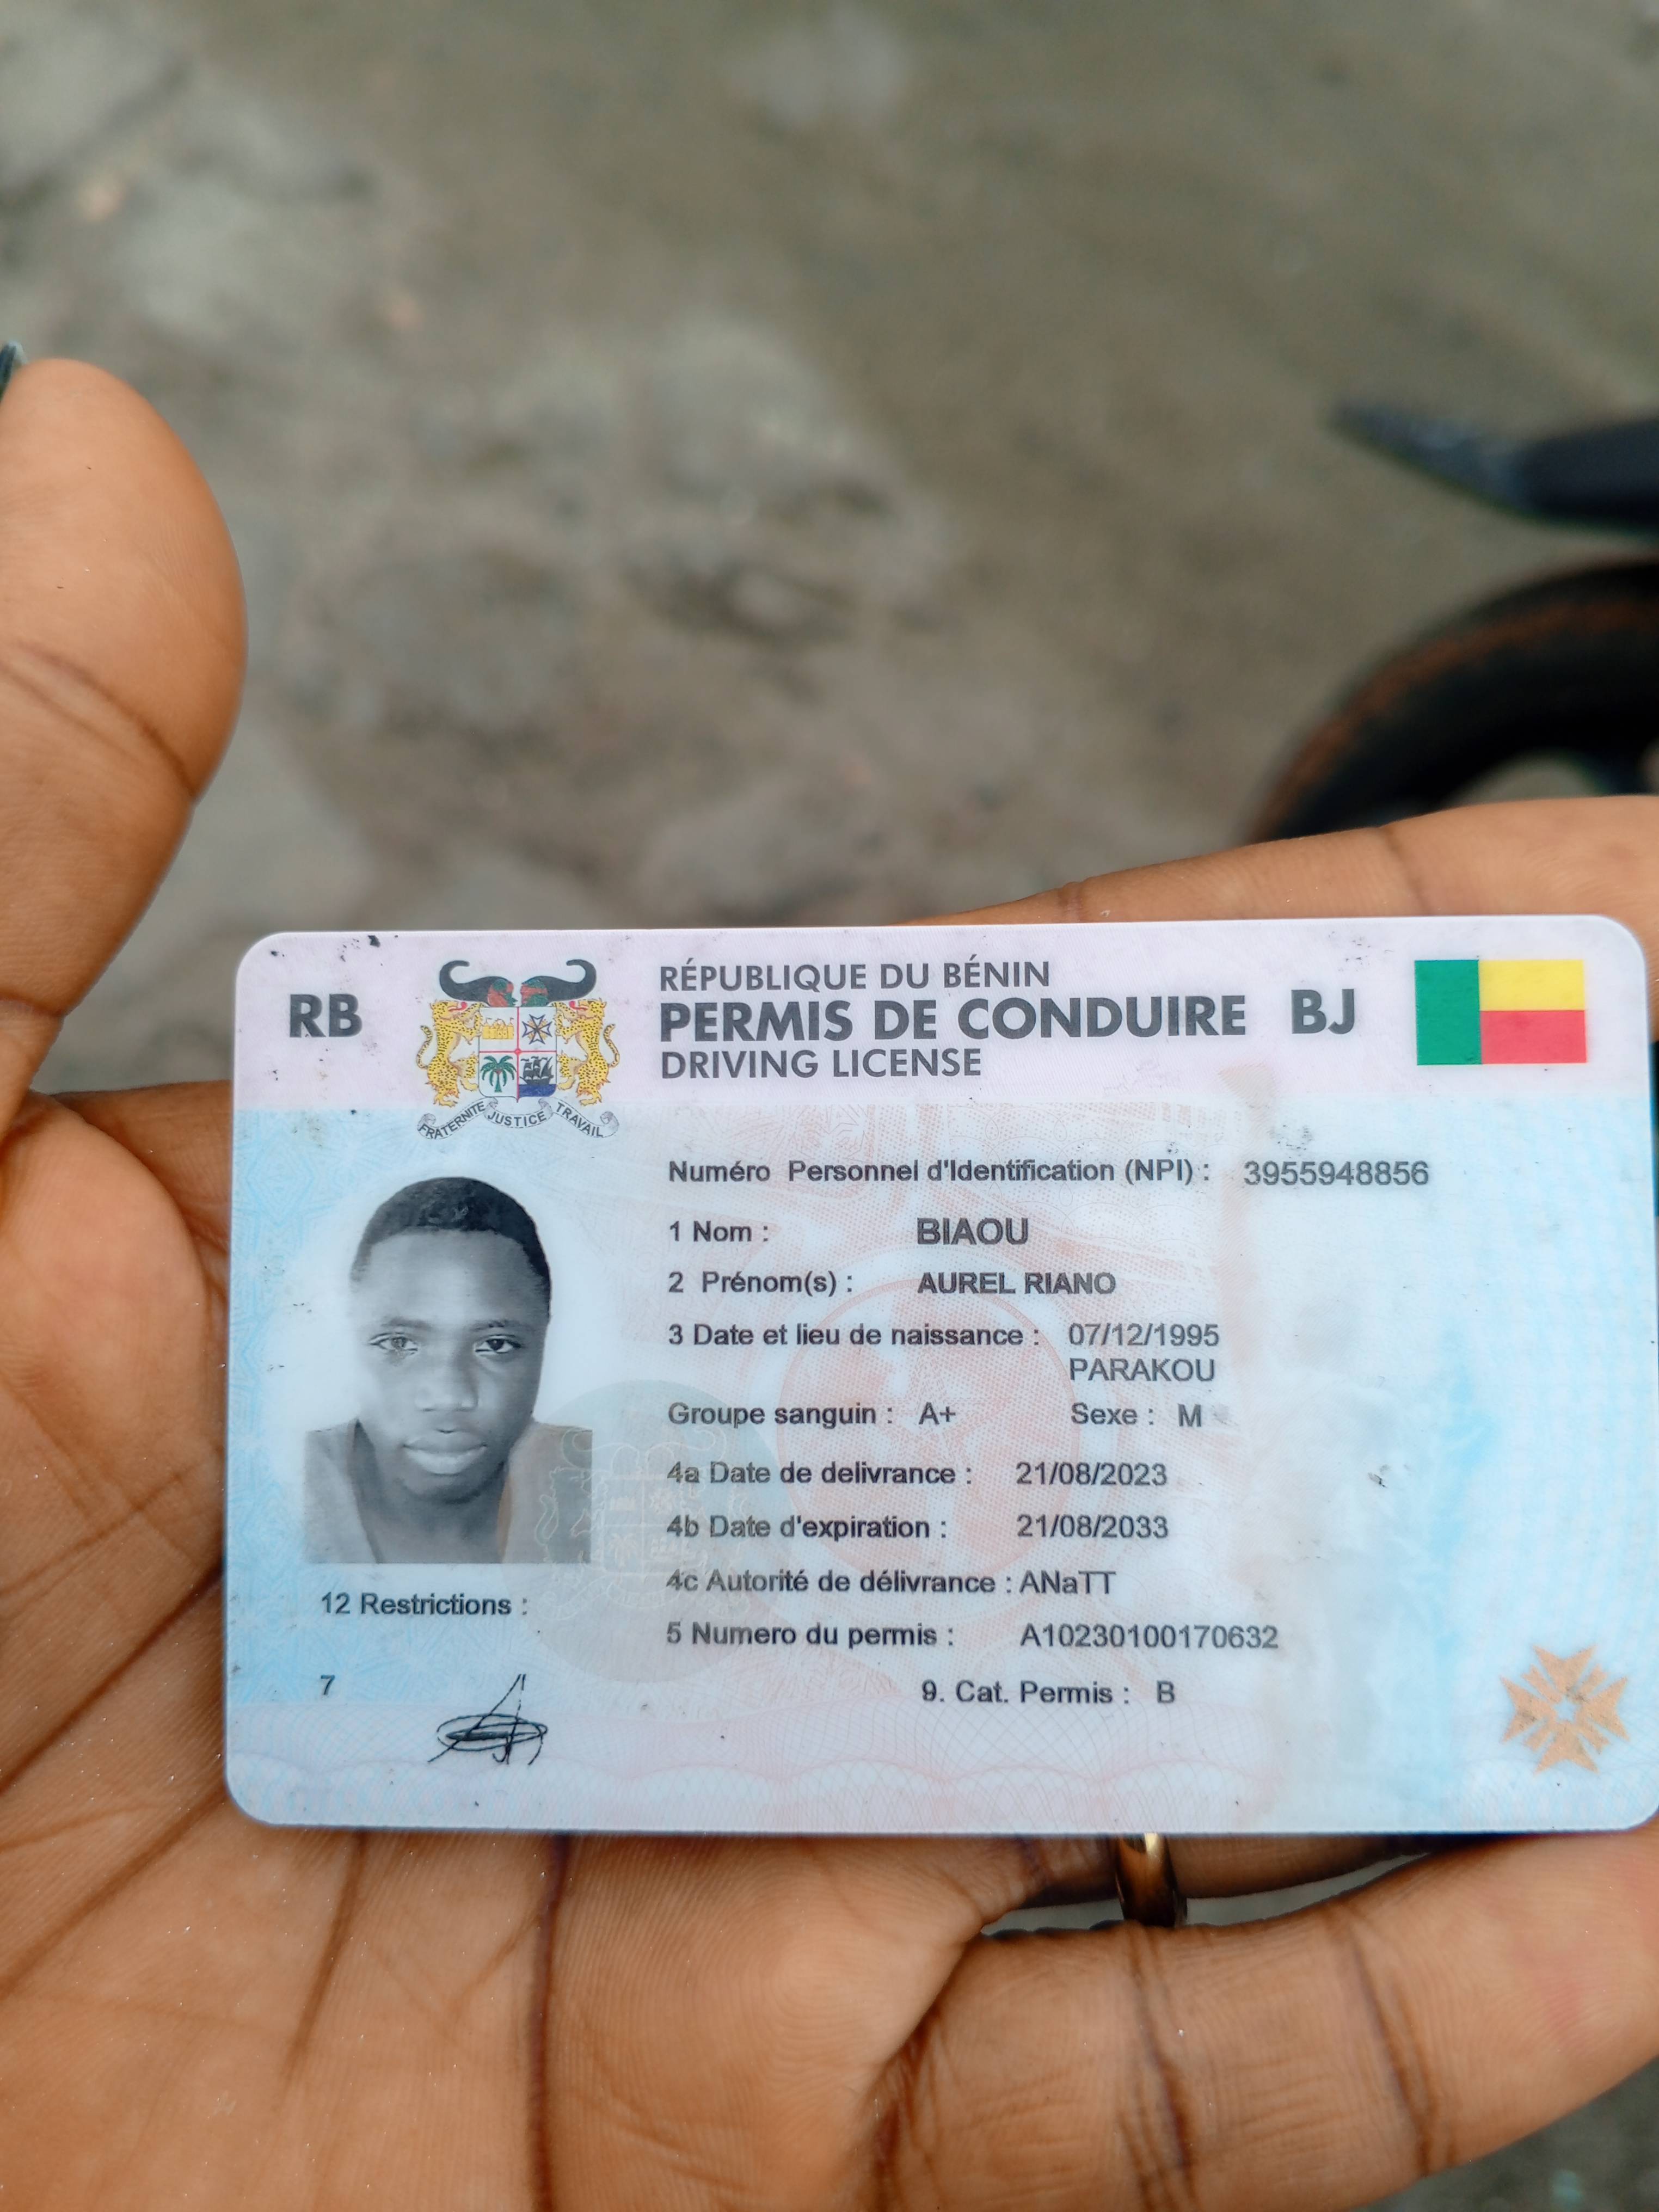 RB
RÉPUBLIQUE DU BÉNIN
PERMIS DE CONDUIRE BJ
DRIVING LICENSE
FRATERNITE JUSTICE TRAVAIL
Numéro Personnel d'Identification (NPI) : 3955948856
1 Nom : BIAOU
2 Prénom(s) : AUREL RIANO
3 Date et lieu de naissance : 07/12/1995
PARAKOU
Groupe sanguin : A+ Sexe : M
4a Date de delivrance : 21/08/2023
4b Date d'expiration : 21/08/2033
4c Autorité de délivrance : ANaTT
12 Restrictions :
5 Numero du permis : A10230100170632
7
9. Cat. Permis : B